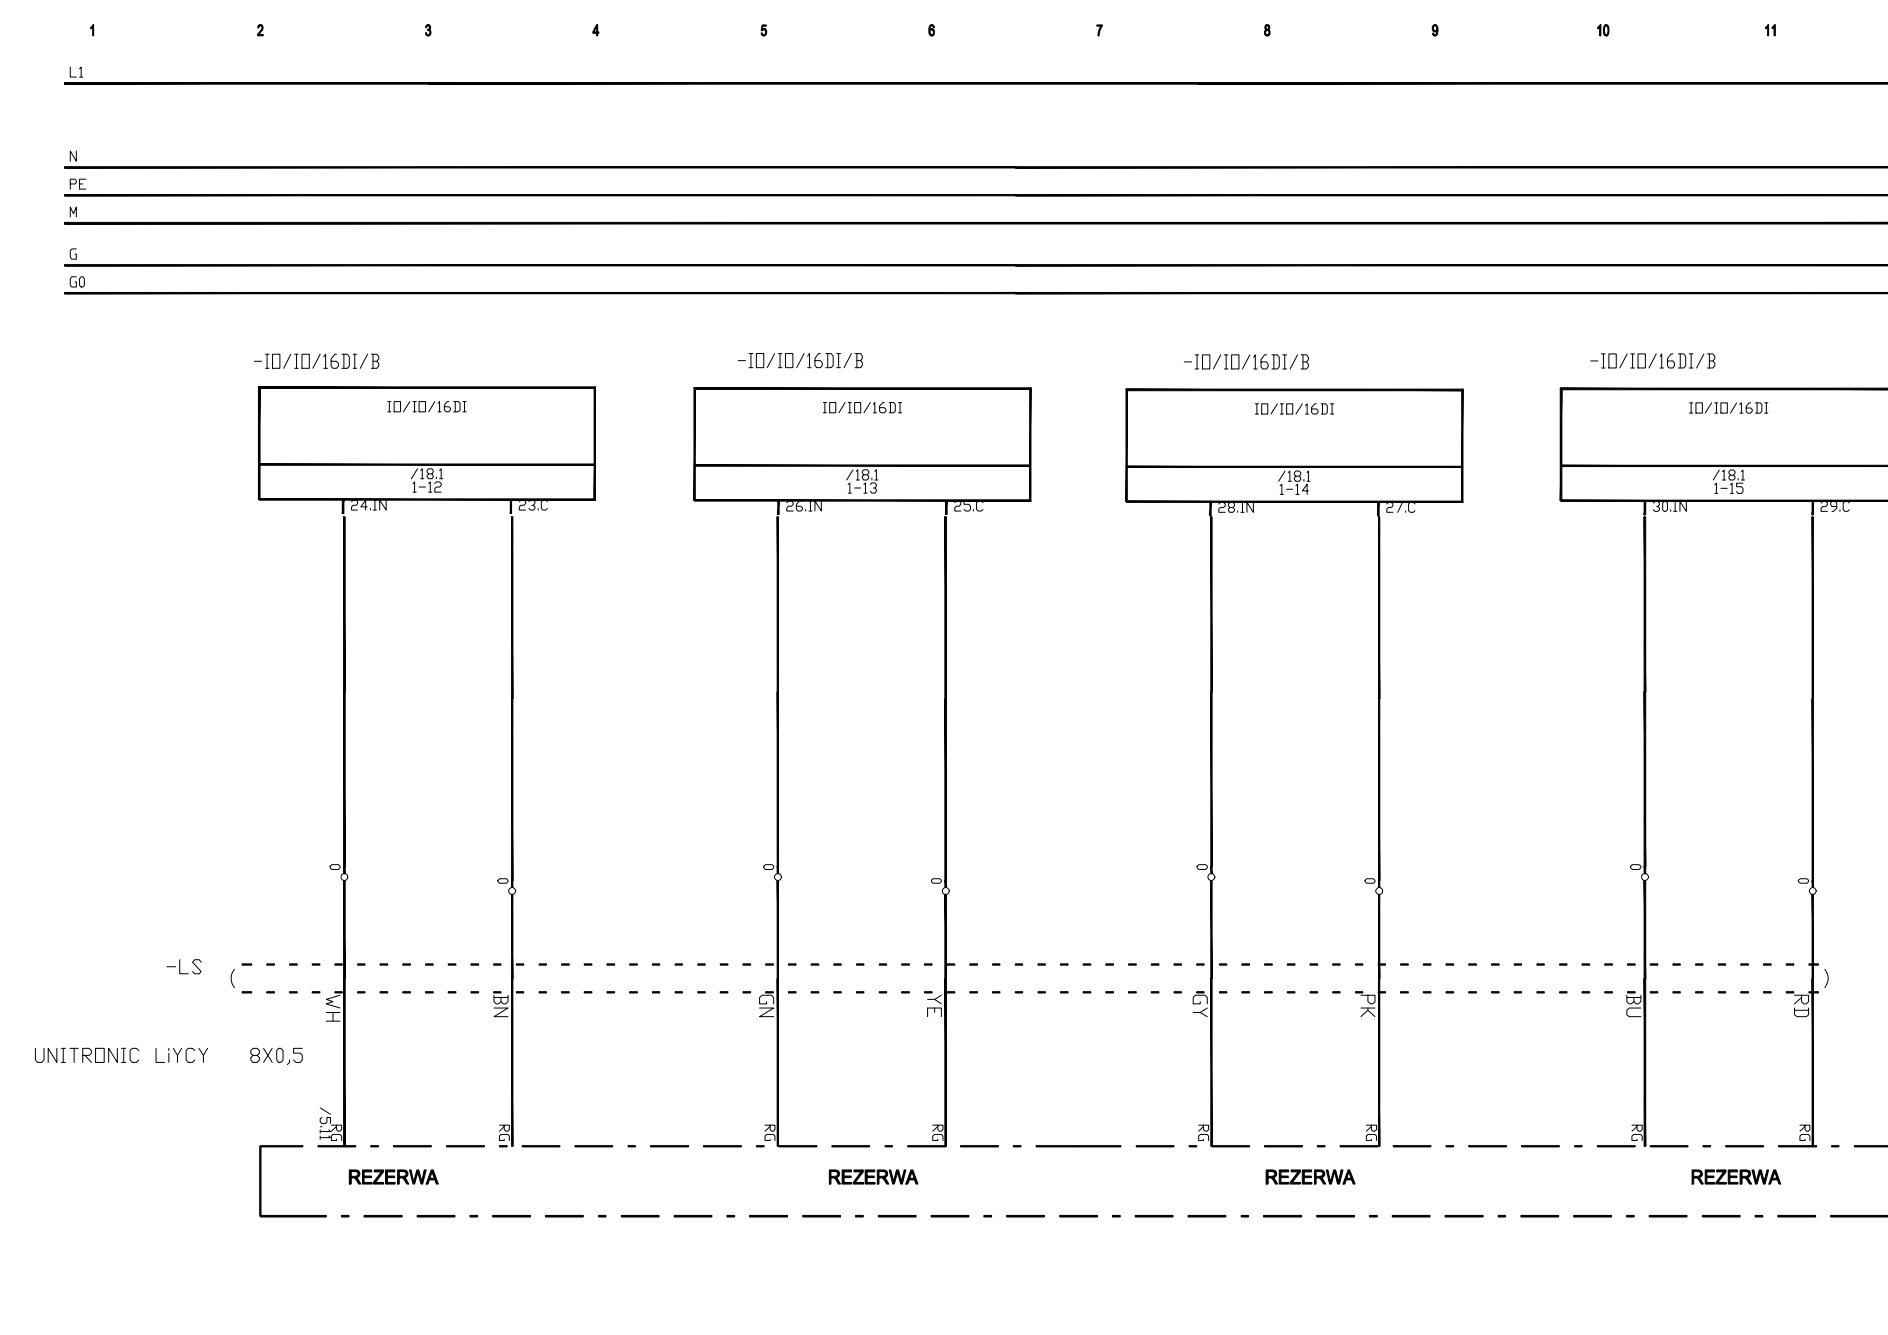 1 2 3 4 5 6 7 8 9 10 11
L1
N
PE
M
G
G0
-IO/IO/16DI/B -IO/IO/16DI/B -IO/IO/16DI/B -IO/IO/16DI/B
IO/IO/16DI IO/IO/16DI IO/IO/16DI IO/IO/16DI
/18.1 /18.1 /18.1 /18.1
1-12 1-13 1-14 1-15
24.IN 23.C 26.IN 25.C 28.IN 27.C 30.IN 29.C
0 0 0 0 0 0 0 0
-LS ( )
WH BN GN YE GY PK BU RD
UNITRONIC LiYCY 8X0,5
/5.11 RG RG RG RG RG RG RG RG
REZERWA REZERWA REZERWA REZERWA